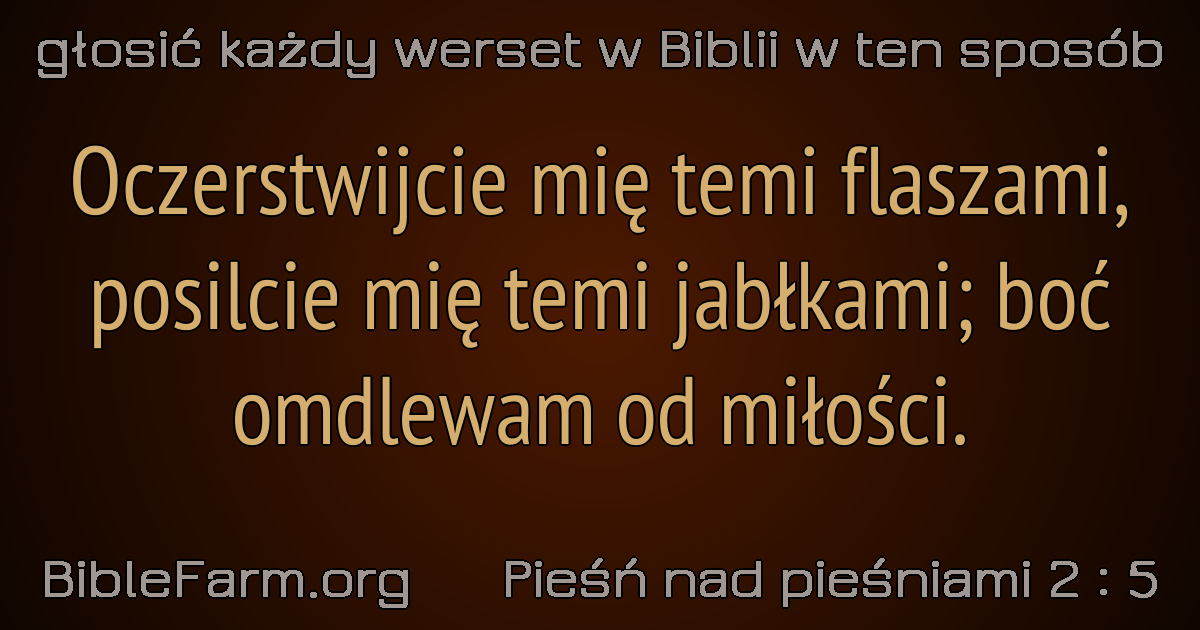 głosić każdy werset w Biblii w ten sposób
Oczerstwijcie mię temi flaszami,
posilcie mię temi jabłkami; boć
omdlewam od miłości.
BibleFarm.org Pieśń nad pieśniami 2 : 5